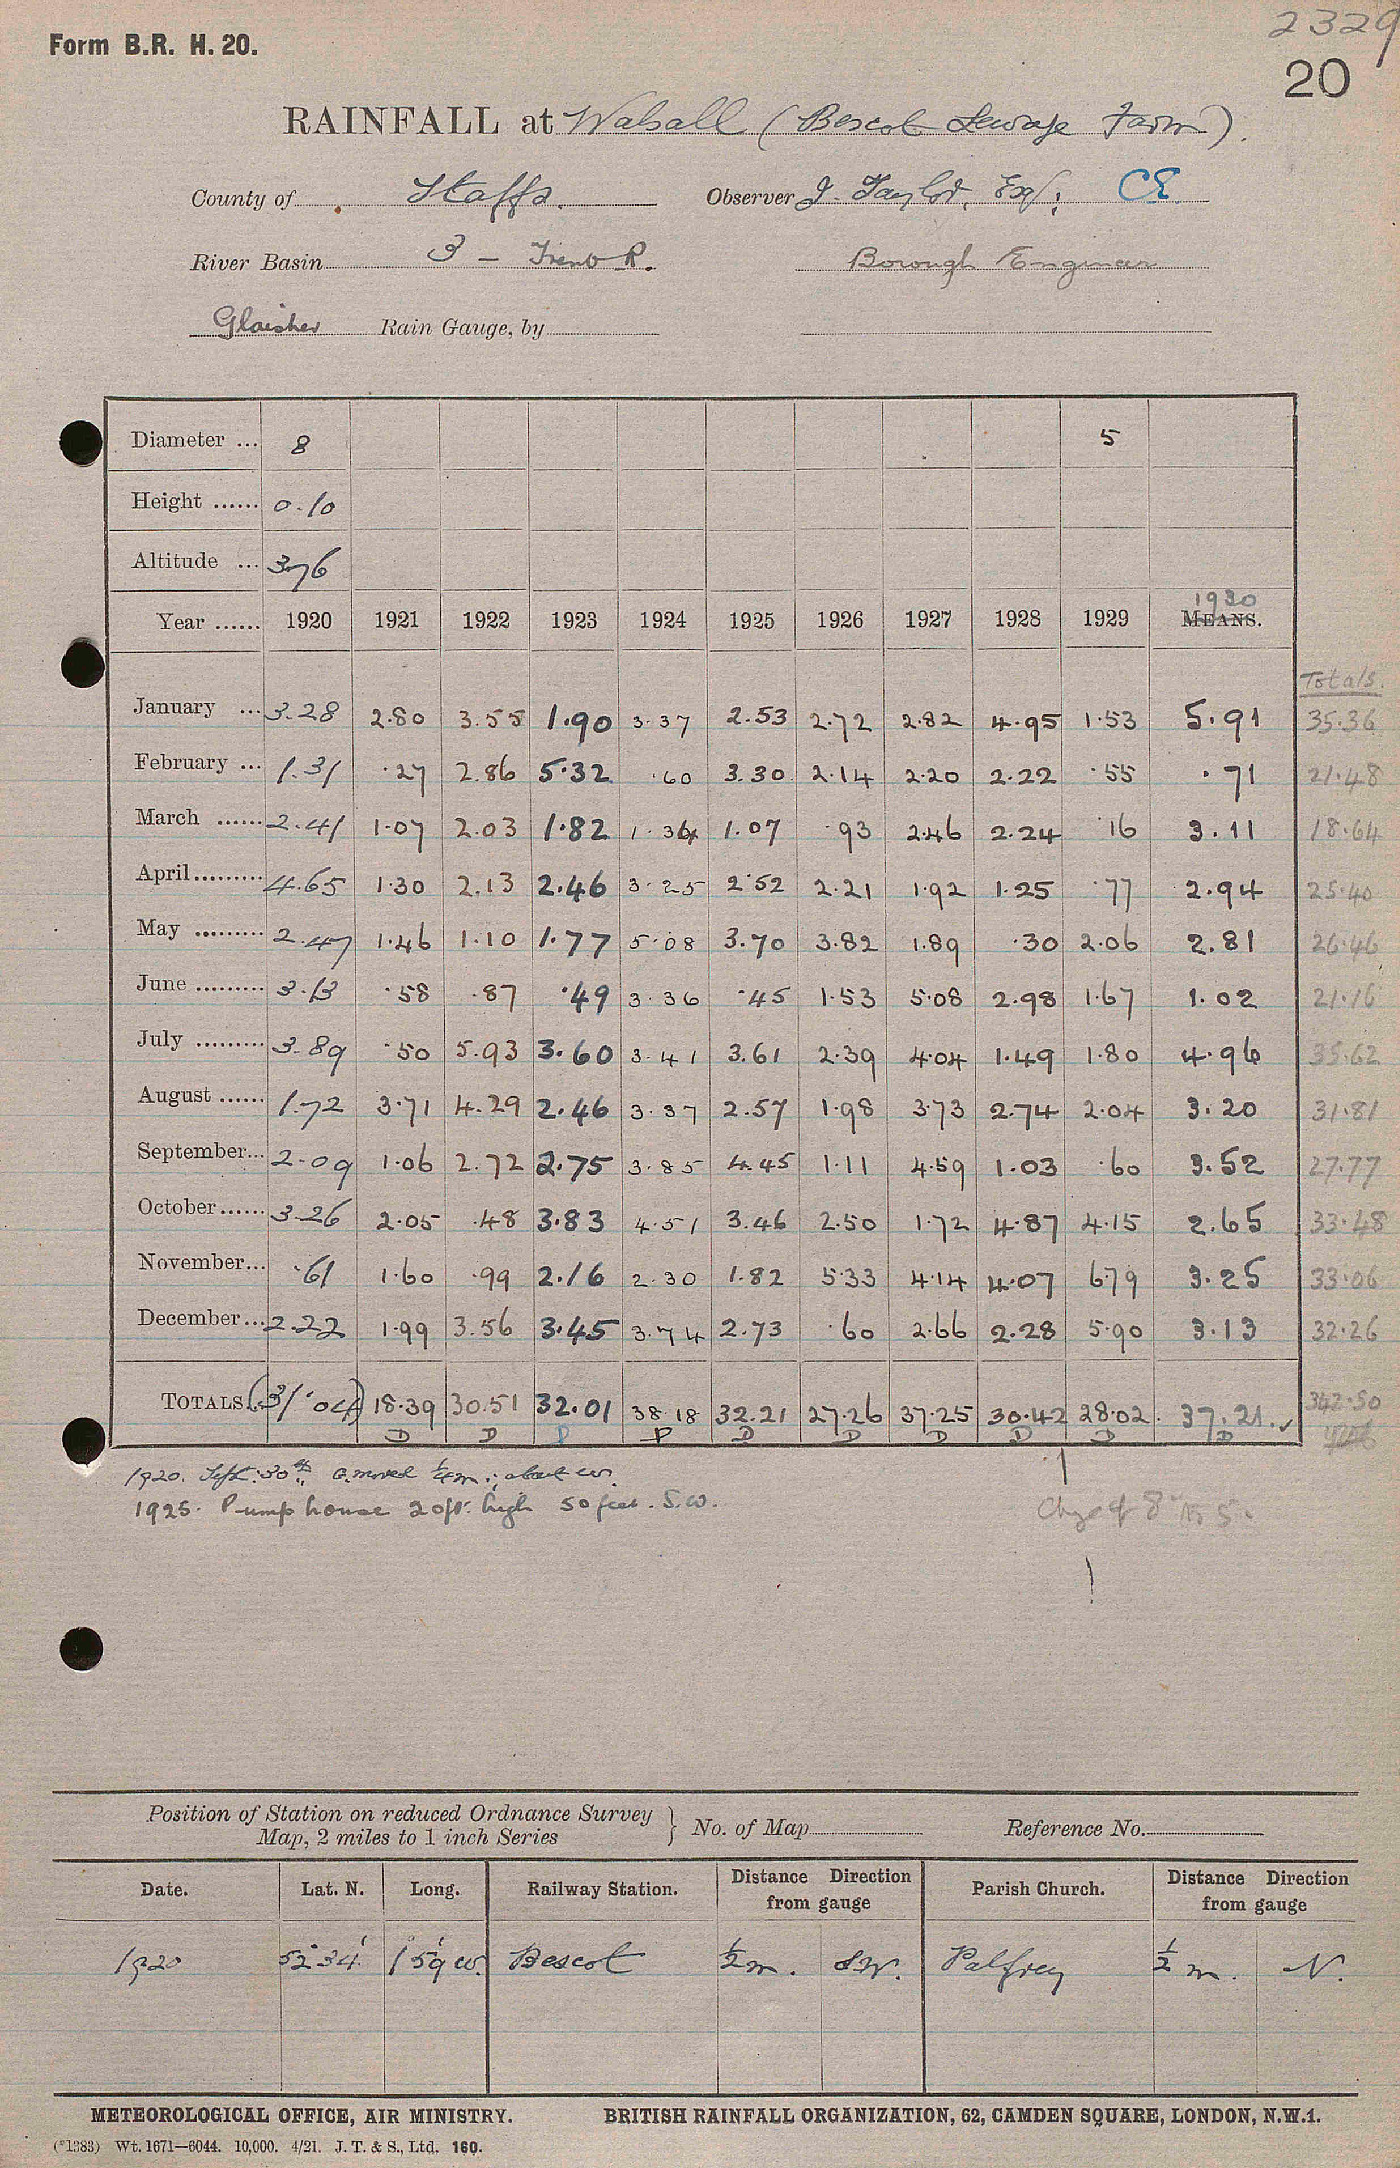 2329
Form B.R. H. 20.
20
RAINFALL at Walsall (Bescot Sewage Farm).
County of Staffs. Observer J. Taylor, Esq; CE
River Basin 3 - Trent R. Borough Engineer
Glaisher Rain Gauge, by
Diameter ... 8 5
Height ...... 0.10
Altitude ... 376
1930
Year ...... 1920 1921 1922 1923 1924 1925 1926 1927 1928 1929 MEANS.
Totals.
January ... 3.28 2.80 3.55 1.90 3.37 2.53 2.72 2.82 4.95 1.53 5.91 35.36
February ... 1.31 .27 2.86 5.32 .60 3.30 2.14 2.20 2.22 .55 .71 21.48
March ...... 2.41 1.07 2.03 1.82 1.34 1.07 .93 2.46 2.24 .16 3.11 18.64
April ......... 4.65 1.30 2.13 2.46 3.25 2.52 2.21 1.92 1.25 .77 2.94 25.40
May ......... 2.47 1.46 1.10 1.77 5.08 3.70 3.82 1.89 .30 2.06 2.81 26.46
June ......... 3.13 .58 .87 .49 3.36 .45 1.53 5.08 2.98 1.67 1.02 21.16
July ......... 3.89 .50 5.93 3.60 3.41 3.61 2.39 4.04 1.49 1.80 4.96 35.62
August ...... 1.72 3.71 4.29 2.46 3.37 2.57 1.98 3.73 2.74 2.04 3.20 31.81
September... 2.09 1.06 2.72 2.75 3.85 4.45 1.11 4.59 1.03 .60 3.52 27.77
October ...... 3.26 2.05 .48 3.83 4.51 3.46 2.50 1.72 4.87 4.15 2.65 33.48
November... .61 1.60 .99 2.16 2.30 1.82 5.33 4.14 4.07 6.79 3.25 33.06
December ... 2.22 1.99 3.56 3.45 3.74 2.73 .60 2.66 2.28 5.90 3.13 32.26
TOTALS. (31.04) 18.39 30.51 32.01 38.18 32.21 27.26 37.25 30.42 28.02 37.21 342.50
D D P P D D D D D D
1920. Sept. 30th G. moved ¼ m.
1925. Pump house 20ft. high 50 feet. S.W.
Chge of 8" to 5.
Position of Station on reduced Ordnance Survey
Map, 2 miles to 1 inch Series } No. of Map Reference No.
Date. Lat. N. Long. Railway Station. Distance Direction from gauge Parish Church. Distance Direction from gauge
1920 52°34' 1°59' W. Bescot ½ m. SW. Palfrey ½ m. N.
METEOROLOGICAL OFFICE, AIR MINISTRY. BRITISH RAINFALL ORGANIZATION, 62, CAMDEN SQUARE, LONDON, N.W.1.
(*1383) Wt. 1671—6044. 10,000. 4/21. J. T. & S., Ltd. 160.